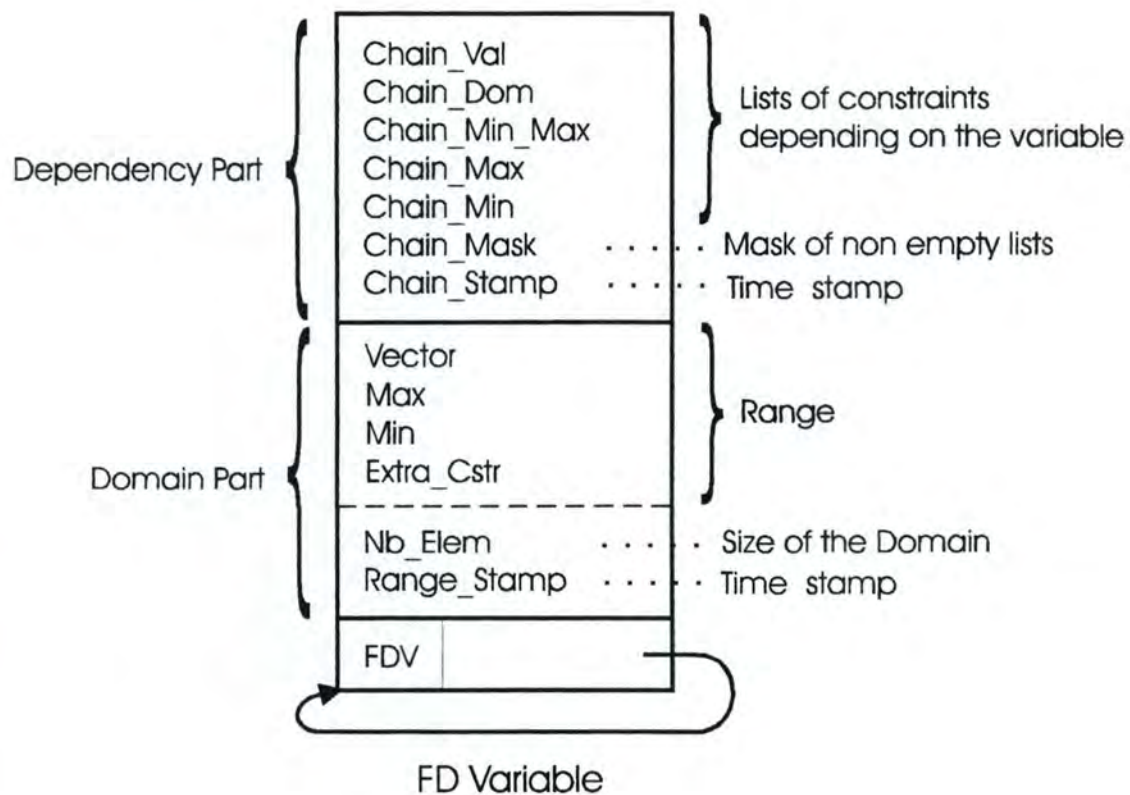 Chain_Val
Chain_Dom
Chain_Min_Max
Chain_Max
Chain_Min
Chain_Mask
Chain_Stamp
Dependency Part
Lists of constraints
depending on the variable
. . . . . Mask of non empty lists
. . . . . Time stamp
Vector
Max
Min
Extra_Cstr
Range
Domain Part
Nb_Elem . . . . . Size of the Domain
Range_Stamp . . . . . Time stamp
FDV
FD Variable